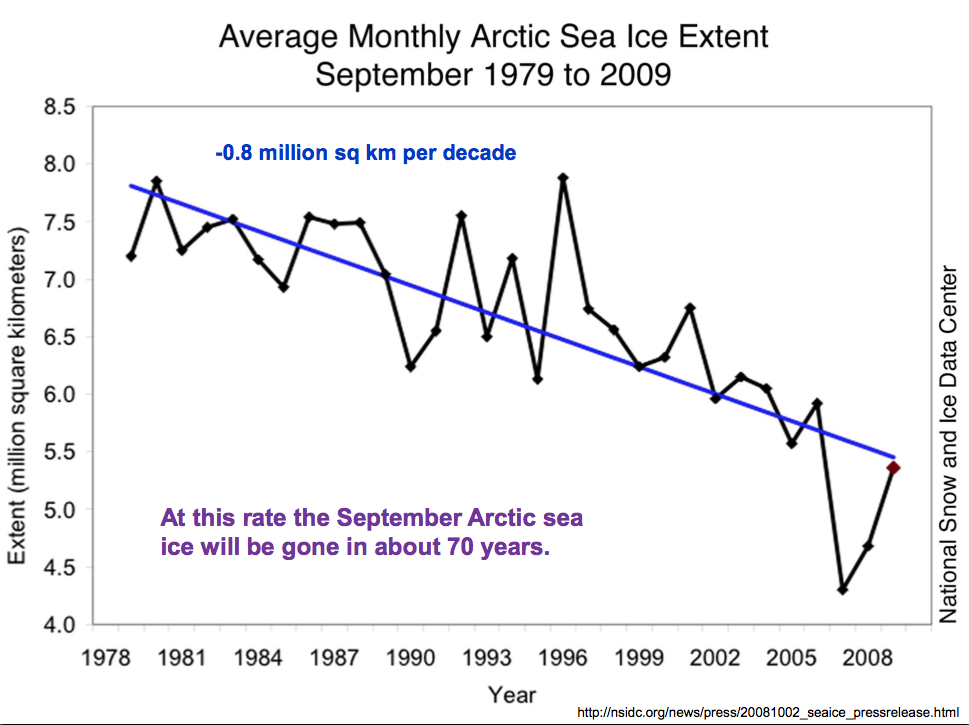 Average Monthly Arctic Sea Ice Extent
September 1979 to 2009
8.5
-0.8 million sq km per decade
8.0
7.5
7.0
6.5
6.0
5.5
5.0
4.5
4.0
Extent (million square kilometers)
At this rate the September Arctic sea
ice will be gone in about 70 years.
National Snow and Ice Data Center
1978 1981 1984 1987 1990 1993 1996 1999 2002 2005 2008
Year
http://nsidc.org/news/press/20081002_seaice_pressrelease.html